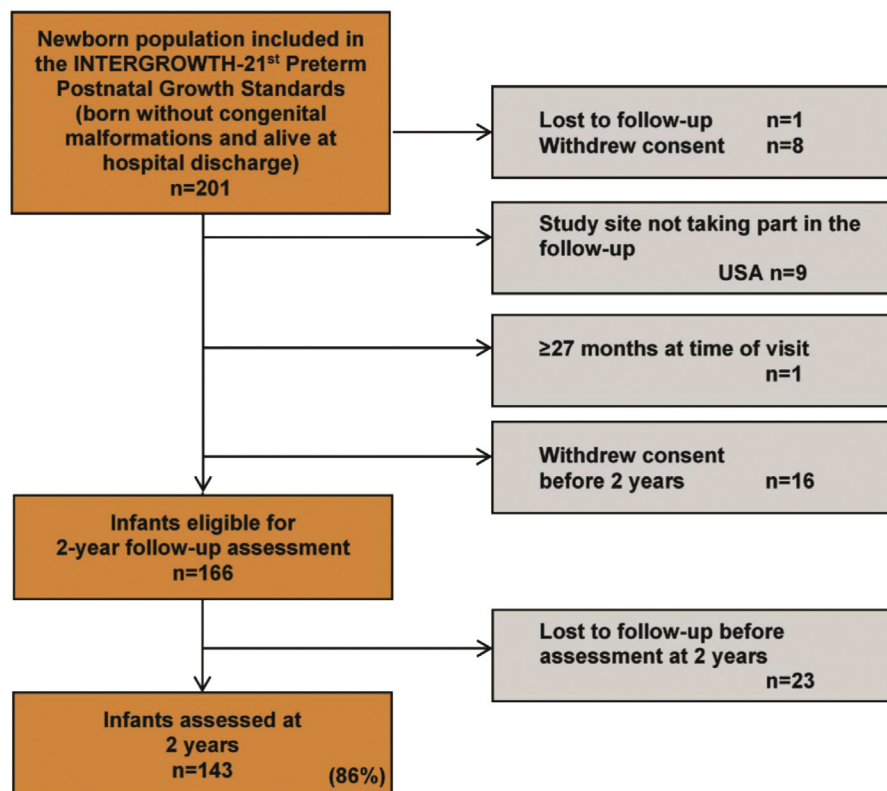 Newborn population included in
the INTERGROWTH-21st Preterm
Postnatal Growth Standards
(born without congenital
malformations and alive at
hospital discharge)
n=201
Lost to follow-up n=1
Withdrew consent n=8
Study site not taking part in the
follow-up
USA n=9
≥27 months at time of visit
n=1
Withdrew consent
before 2 years n=16
Infants eligible for
2-year follow-up assessment
n=166
Lost to follow-up before
assessment at 2 years
n=23
Infants assessed at
2 years
n=143 (86%)